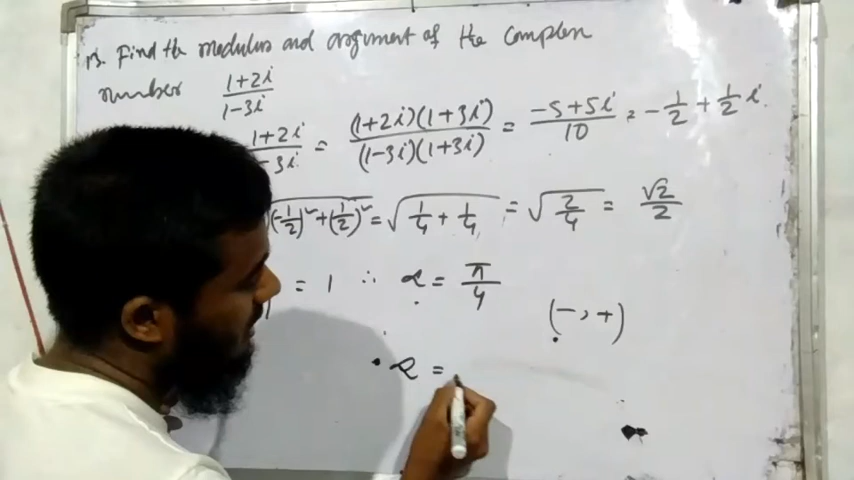 Find the modulus and argument of the complex
number (1+2i)/(1-3i)
(1+2i)/(-3i) = ((1+2i)(1+3i))/((1-3i)(1+3i)) = (-5+5i)/10 = -1/2 + 1/2 i.
√((-1/2)² + (1/2)²) = √(1/4 + 1/4) = √(2/4) = √2/2
= 1 ∴ α = π/4
(-, +)
=